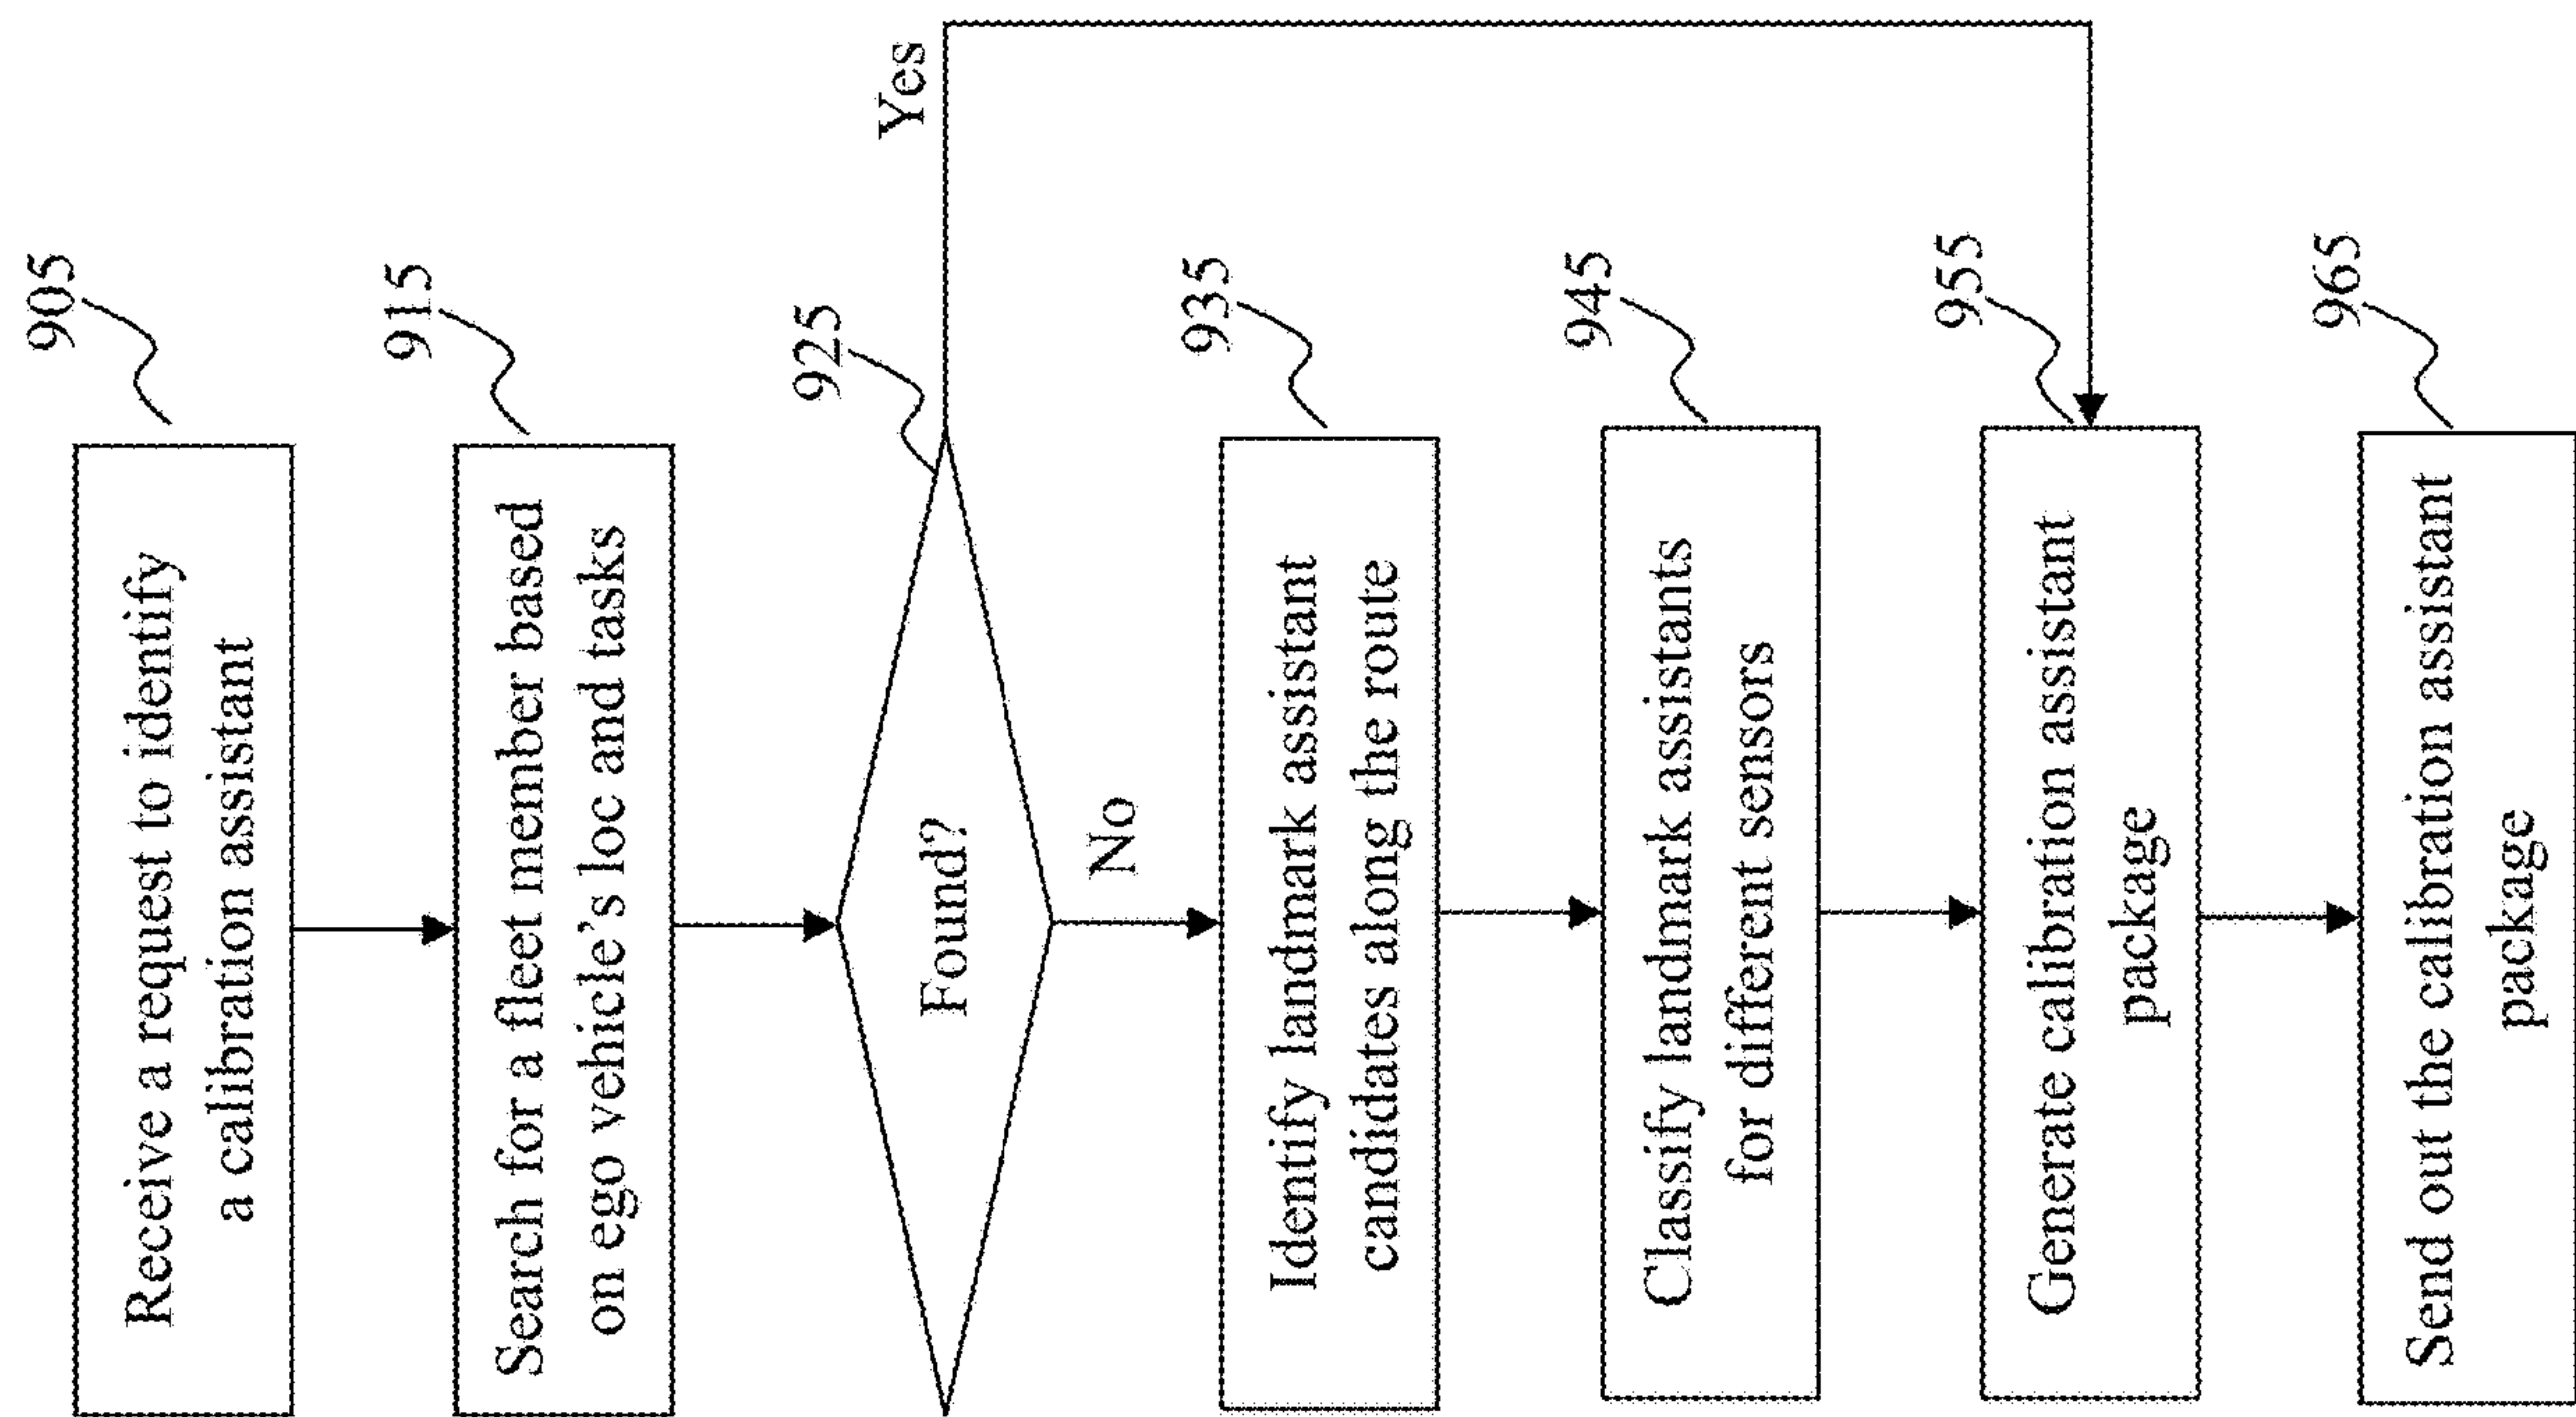 905
Receive a request to identify
a calibration assistant
915
Search for a fleet member based
on ego vehicle's loc and tasks
925
Found?
Yes
No
935
Identify landmark assistant
candidates along the route
945
Classify landmark assistants
for different sensors
955
Generate calibration assistant
package
965
Send out the calibration assistant
package